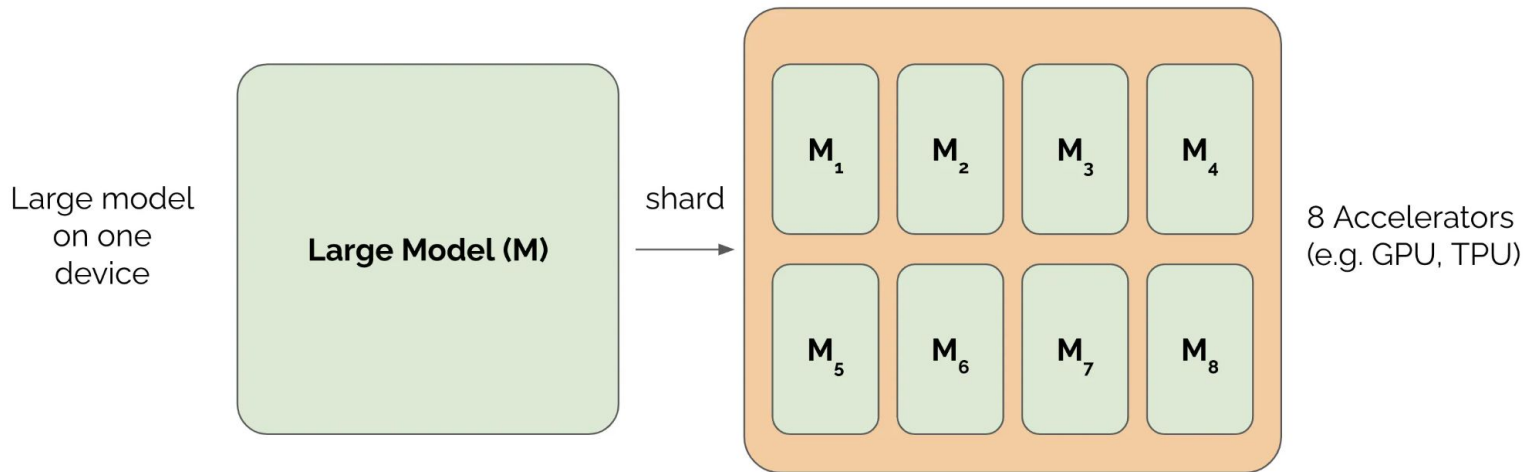 Large model
on one
device
Large Model (M)
shard
M₁ M₂ M₃ M₄
M₅ M₆ M₇ M₈
8 Accelerators
(e.g. GPU, TPU)